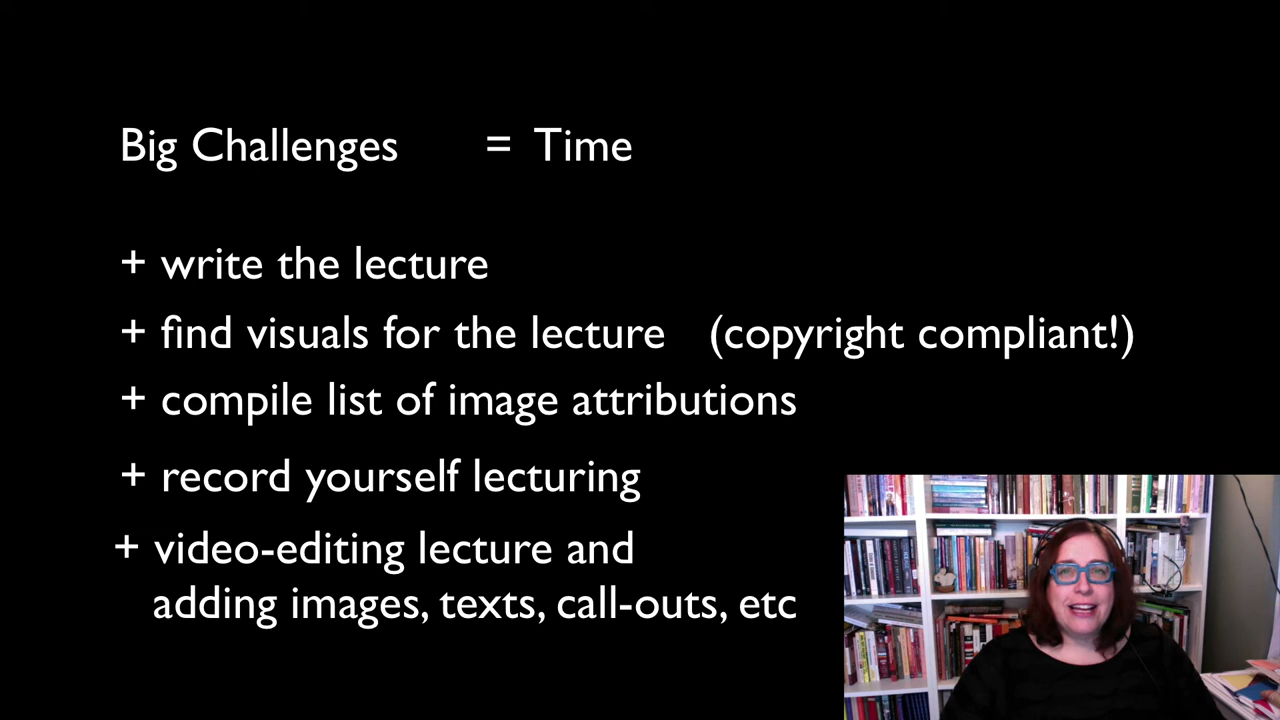 Big Challenges = Time
+ write the lecture
+ find visuals for the lecture (copyright compliant!)
+ compile list of image attributions
+ record yourself lecturing
+ video-editing lecture and
adding images, texts, call-outs, etc